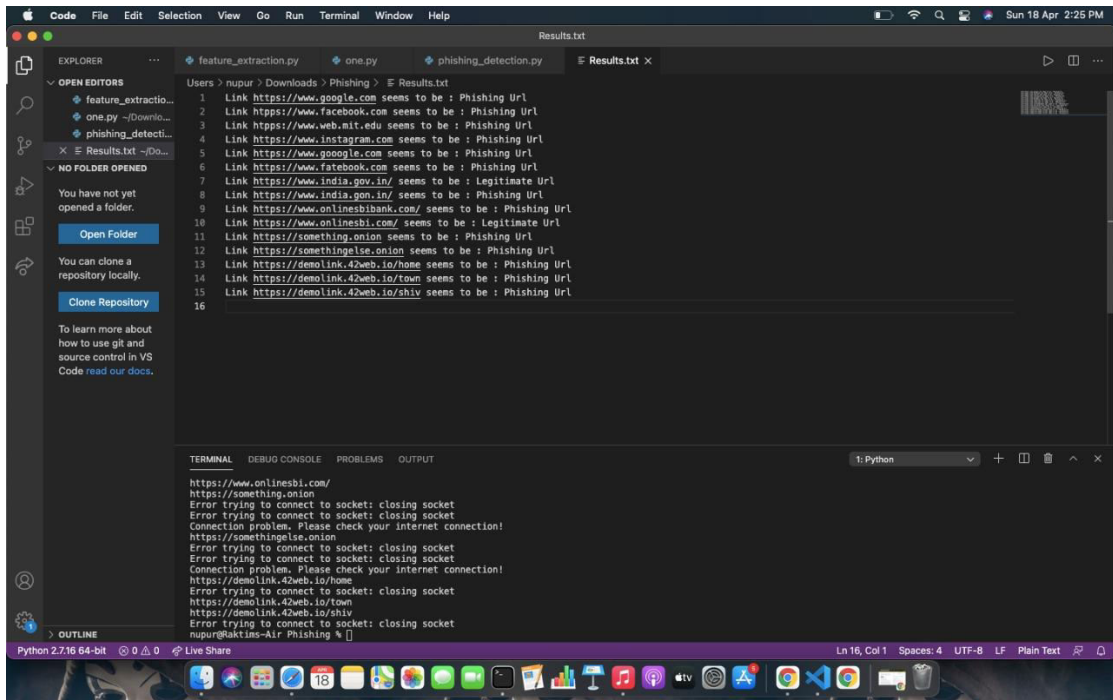 Code File Edit Selection View Go Run Terminal Window Help Sun 18 Apr 2:25 PM
Results.txt
EXPLORER ... feature_extraction.py one.py phishing_detection.py Results.txt
OPEN EDITORS
feature_extractio...
one.py ~/Downlo...
phishing_detecti...
Results.txt ~/Do...
NO FOLDER OPENED
You have not yet
opened a folder.
Open Folder
You can clone a
repository locally.
Clone Repository
To learn more about
how to use git and
source control in VS
Code read our docs.
OUTLINE
Users > nupur > Downloads > Phishing > Results.txt
1 Link https://www.google.com seems to be : Phishing Url
2 Link htpps://www.facebook.com seems to be : Phishing Url
3 Link htpps://www.web.mit.edu seems to be : Phishing Url
4 Link https://www.instagram.com seems to be : Phishing Url
5 Link https://www.gooogle.com seems to be : Phishing Url
6 Link https://www.fatebook.com seems to be : Phishing Url
7 Link https://www.india.gov.in/ seems to be : Legitimate Url
8 Link https://www.india.gon.in/ seems to be : Phishing Url
9 Link https://www.onlinesbibank.com/ seems to be : Phishing Url
10 Link https://www.onlinesbi.com/ seems to be : Legitimate Url
11 Link https://something.onion seems to be : Phishing Url
12 Link https://somethingelse.onion seems to be : Phishing Url
13 Link https://demolink.42web.io/home seems to be : Phishing Url
14 Link https://demolink.42web.io/town seems to be : Phishing Url
15 Link https://demolink.42web.io/shiv seems to be : Phishing Url
16
TERMINAL DEBUG CONSOLE PROBLEMS OUTPUT 1: Python
https://www.onlinesbi.com/
https://something.onion
Error trying to connect to socket: closing socket
Error trying to connect to socket: closing socket
Connection problem. Please check your internet connection!
https://somethingelse.onion
Error trying to connect to socket: closing socket
Error trying to connect to socket: closing socket
Connection problem. Please check your internet connection!
https://demolink.42web.io/home
Error trying to connect to socket: closing socket
https://demolink.42web.io/town
https://demolink.42web.io/shiv
Error trying to connect to socket: closing socket
nupur@Raktims-Air Phishing %
Python 2.7.16 64-bit 0 0 Live Share Ln 16, Col 1 Spaces: 4 UTF-8 LF Plain Text
18 tv